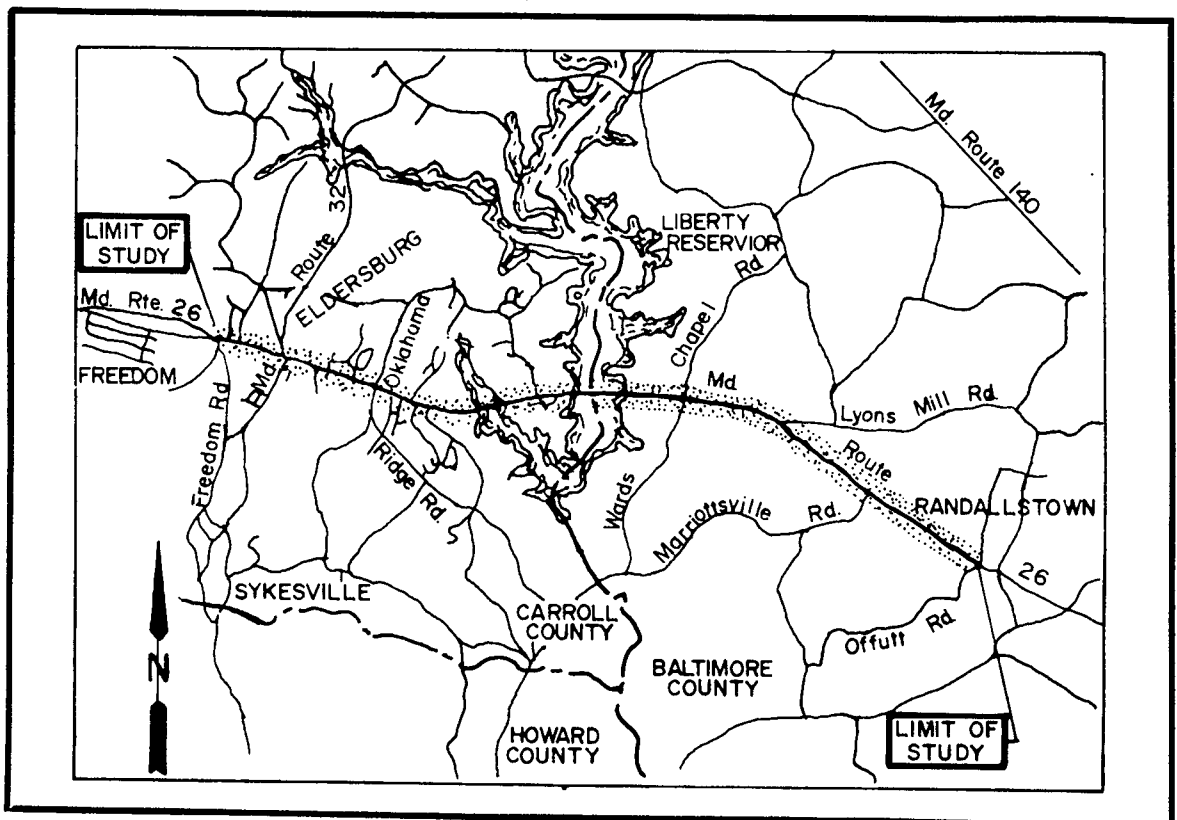 Md. Route 140
LIMIT OF
STUDY
32
Route
ELDERSBURG
LIBERTY
RESERVIOR
Rd
Chapel
Wards
Md. Rte. 26
FREEDOM
Freedom Rd
Md.
Oklahoma
Ridge Rd.
Md
Route
26
Lyons Mill Rd.
RANDALLSTOWN
Marriottsville Rd.
SYKESVILLE
CARROLL
COUNTY
Offutt Rd
BALTIMORE
COUNTY
HOWARD
COUNTY
LIMIT OF
STUDY
N